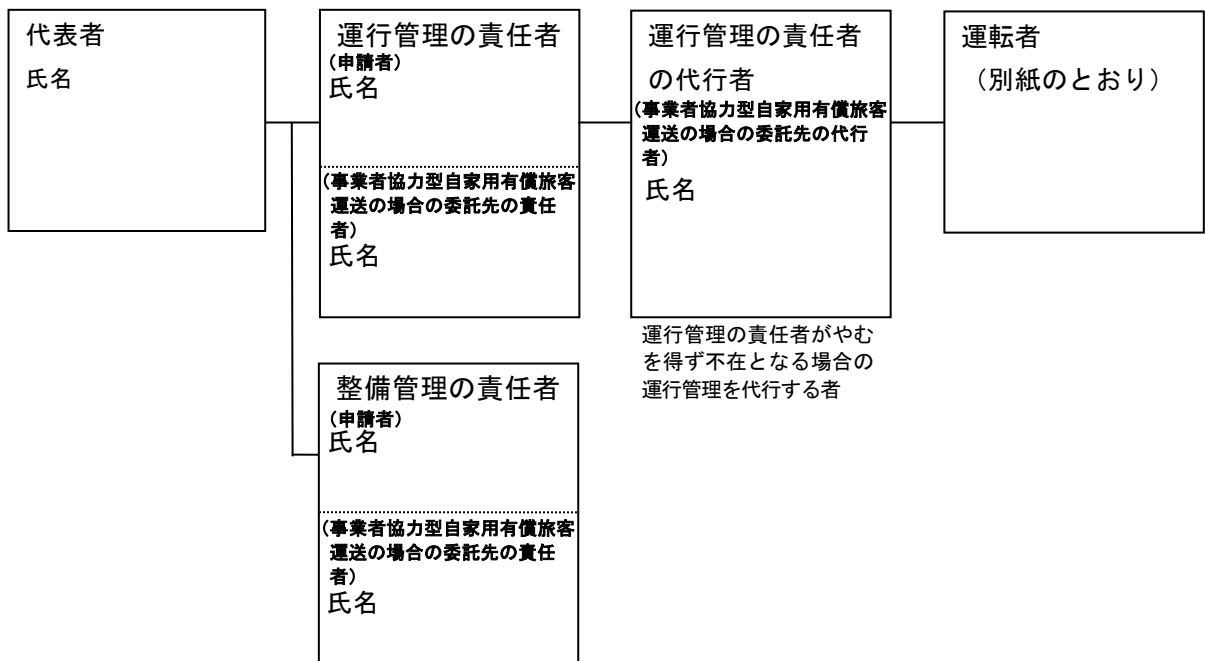 代表者
氏名
運行管理の責任者
(申請者)
氏名
(事業者協力型自家用有償旅客
運送の場合の委託先の責任
者)
氏名
運行管理の責任者
の代行者
(事業者協力型自家用有償旅客
運送の場合の委託先の代行
者)
氏名
運転者
(別紙のとおり)
運行管理の責任者がやむ
を得ず不在となる場合の
運行管理を代行する者
整備管理の責任者
(申請者)
氏名
(事業者協力型自家用有償旅客
運送の場合の委託先の責任
者)
氏名